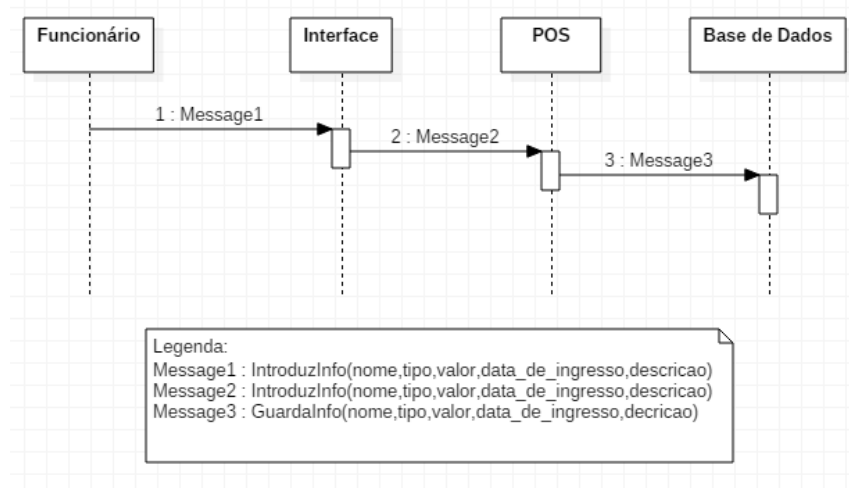 Funcionário
Interface
POS
Base de Dados
1 : Message1
2 : Message2
3 : Message3
Legenda:
Message1 : IntroduzInfo(nome,tipo,valor,data_de_ingresso,descricao)
Message2 : IntroduzInfo(nome,tipo,valor,data_de_ingresso,descricao)
Message3 : GuardaInfo(nome,tipo,valor,data_de_ingresso,decricao)